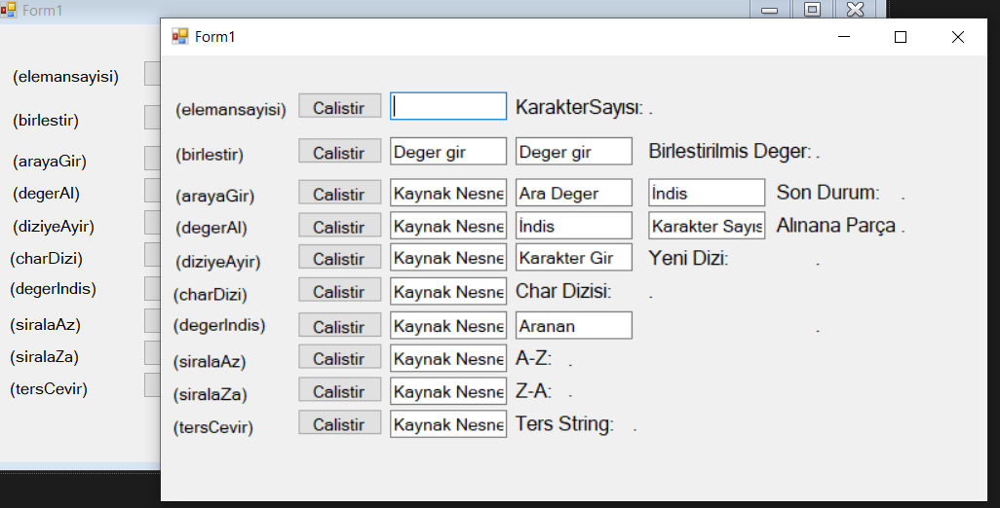 Form1
(elemansayisi)
(birlestir)
(arayaGir)
(degerAl)
(diziyeAyir)
(charDizi)
(degerIndis)
(siralaAz)
(siralaZa)
(tersCevir)
Form1
(elemansayisi) Calistir KarakterSayısı: .
(birlestir) Calistir Deger gir Deger gir Birlestirilmis Deger: .
(arayaGir) Calistir Kaynak Nesne Ara Deger İndis Son Durum: .
(degerAl) Calistir Kaynak Nesne İndis Karakter Sayıs Alınana Parça .
(diziyeAyir) Calistir Kaynak Nesne Karakter Gir Yeni Dizi: .
(charDizi) Calistir Kaynak Nesne Char Dizisi: .
(degerIndis) Calistir Kaynak Nesne Aranan .
(siralaAz) Calistir Kaynak Nesne A-Z: .
(siralaZa) Calistir Kaynak Nesne Z-A: .
(tersCevir) Calistir Kaynak Nesne Ters String: .